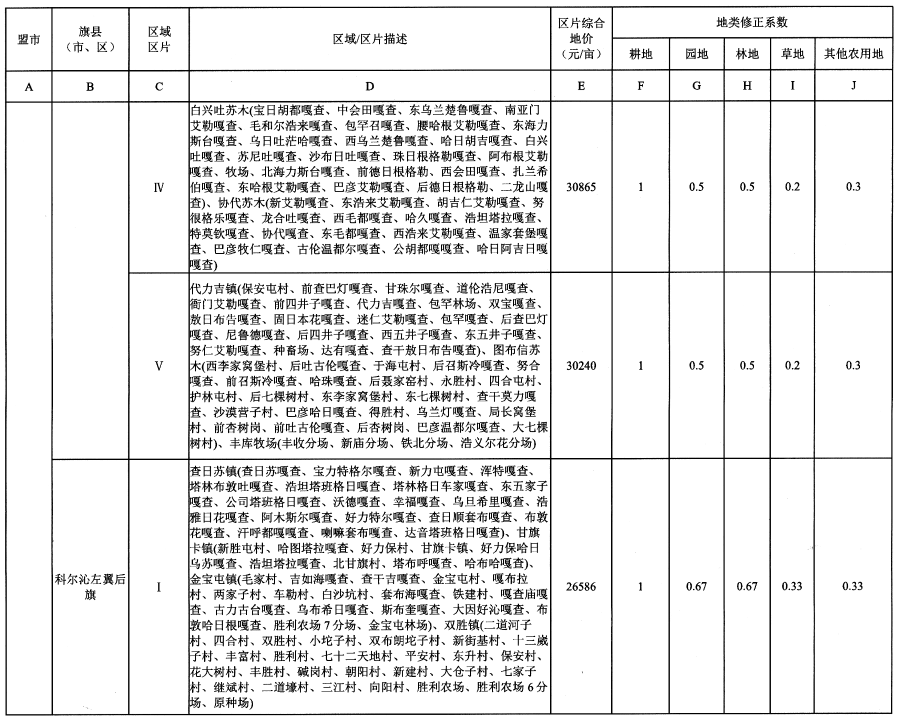 盟市
旗县
（市、区）
区域
区片
区域/区片描述
区片综合
地价
（元/亩）
地类修正系数
耕地
园地
林地
草地
其他农用地
A
B
C
D
E
F
G
H
I
J
Ⅳ
白兴吐苏木(宝日胡都嘎查、中会田嘎查、东乌兰楚鲁嘎查、南亚门
艾勒嘎查、毛和尔浩来嘎查、包罕召嘎查、腰哈根艾勒嘎查、东海力
斯台嘎查、乌日吐茫哈嘎查、西乌兰楚鲁嘎查、哈日胡吉嘎查、白兴
吐嘎查、苏尼吐嘎查、沙布日吐嘎查、珠日根格勒嘎查、阿布根艾勒
嘎查、牧场、北海力斯台嘎查、前德日根格勒、西会田嘎查、扎兰希
伯嘎查、东哈根艾勒嘎查、巴彦艾勒嘎查、后德日根格勒、二龙山嘎
查)、协代苏木(新艾勒嘎查、东浩来艾勒嘎查、胡吉仁艾勒嘎查、努
很格乐嘎查、龙合吐嘎查、西毛都嘎查、哈久嘎查、浩坦塔拉嘎查、
特莫钦嘎查、协代嘎查、东毛都嘎查、西浩来艾勒嘎查、温家套堡嘎
查、巴彦牧仁嘎查、古伦温都尔嘎查、公胡都嘎嘎查、哈日阿吉日嘎
嘎查)
30865
1
0.5
0.5
0.2
0.3
Ⅴ
代力吉镇(保安屯村、前查巴灯嘎查、甘珠尔嘎查、道伦浩尼嘎查、
衙门艾勒嘎查、前四井子嘎查、代力吉嘎查、包罕林场、双宝嘎查、
敖日布告嘎查、固日本花嘎查、迷仁艾勒嘎查、包罕嘎查、后查巴灯
嘎查、尼鲁德嘎查、后四井子嘎查、西五井子嘎查、东五井子嘎查、
努仁艾勒嘎查、种畜场、达有嘎查、查干敖日布告嘎查)、图布信苏
木(西李家窝堡村、后吐古伦嘎查、于海屯村、后召斯冷嘎查、努合
嘎查、前召斯冷嘎查、哈珠嘎查、后聂家窑村、永胜村、四合屯村、
护林屯村、后七棵树村、东李家窝堡村、东七棵树村、查干莫力嘎
查、沙漠营子村、巴彦哈日嘎查、得胜村、乌兰灯嘎查、局长窝堡
村、前杏树岗、前吐古伦嘎查、后杏树岗、巴彦温都尔嘎查、大七棵
树村)、丰库牧场(丰收分场、新庙分场、铁北分场、浩义尔花分场)
30240
1
0.5
0.5
0.2
0.3
科尔沁左翼后
旗
Ⅰ
查日苏镇(查日苏嘎查、宝力特格尔嘎查、新力屯嘎查、浑特嘎查、
塔林布敦吐嘎查、浩坦塔班格日嘎查、塔林格日车家嘎查、东五家子
嘎查、公司塔班格日嘎查、沃德嘎查、幸福嘎查、乌旦希里嘎查、浩
雅日花嘎查、阿木斯尔嘎查、好力特尔嘎查、查日顺套布嘎查、布敦
花嘎查、汗呼都嘎嘎查、喇嘛套布嘎查、达音塔班格日嘎查)、甘旗
卡镇(新胜屯村、哈图塔拉嘎查、好力保村、甘旗卡镇、好力保哈日
乌苏嘎查、浩坦塔拉嘎查、北甘旗村、塔布呼嘎查、哈布哈嘎查)、
金宝屯镇(毛家村、吉如海嘎查、查干吉嘎查、金宝屯村、嘎布拉
村、两家子村、车勒村、白沙坑村、套布海嘎查、铁建村、嘎查庙嘎
查、古力古台嘎查、乌布希日嘎查、斯布奎嘎查、大因好沁嘎查、布
敦哈日根嘎查、胜利农场7分场、金宝屯林场)、双胜镇(二道河子
村、四合村、双胜村、小坨子村、双布朗坨子村、新街基村、十三崴
子村、丰富村、胜利村、七十二天地村、平安村、东升村、保安村、
花大树村、丰胜村、碱岗村、朝阳村、新建村、大仓子村、七家子
村、继斌村、二道壕村、三江村、向阳村、胜利农场、胜利农场6分
场、原种场)
26586
1
0.67
0.67
0.33
0.33